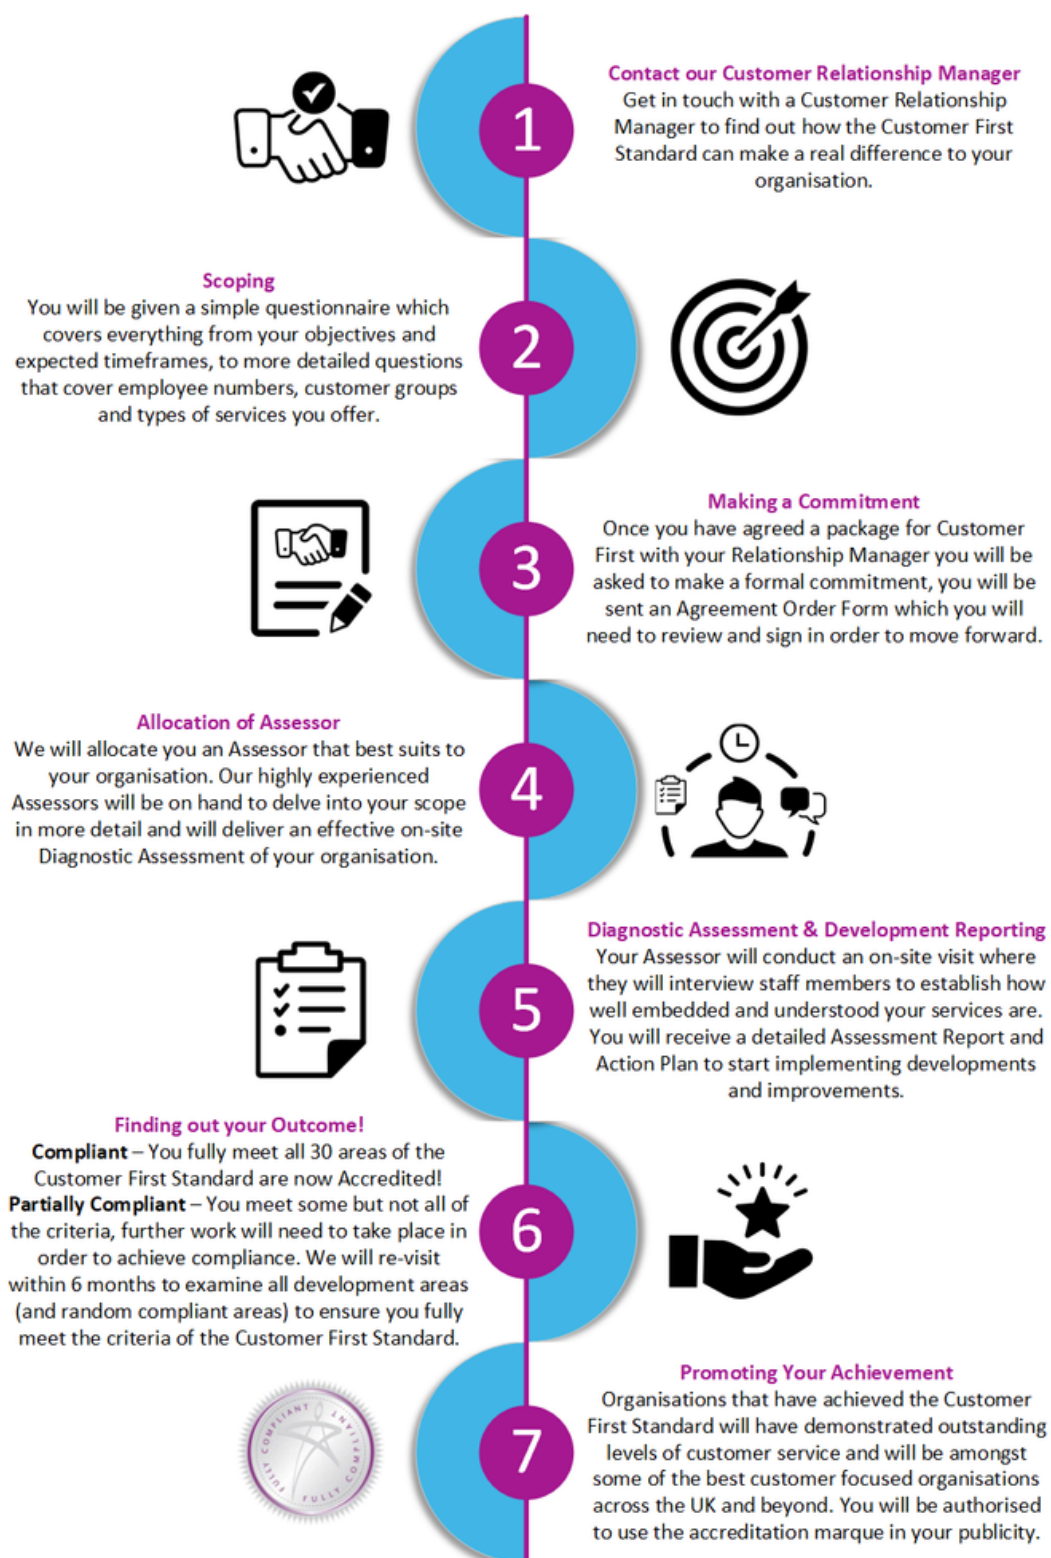 1
Contact our Customer Relationship Manager
Get in touch with a Customer Relationship
Manager to find out how the Customer First
Standard can make a real difference to your
organisation.
2
Scoping
You will be given a simple questionnaire which
covers everything from your objectives and
expected timeframes, to more detailed questions
that cover employee numbers, customer groups
and types of services you offer.
3
Making a Commitment
Once you have agreed a package for Customer
First with your Relationship Manager you will be
asked to make a formal commitment, you will be
sent an Agreement Order Form which you will
need to review and sign in order to move forward.
4
Allocation of Assessor
We will allocate you an Assessor that best suits to
your organisation. Our highly experienced
Assessors will be on hand to delve into your scope
in more detail and will deliver an effective on-site
Diagnostic Assessment of your organisation.
5
Diagnostic Assessment & Development Reporting
Your Assessor will conduct an on-site visit where
they will interview staff members to establish how
well embedded and understood your services are.
You will receive a detailed Assessment Report and
Action Plan to start implementing developments
and improvements.
6
Finding out your Outcome!
Compliant – You fully meet all 30 areas of the
Customer First Standard are now Accredited!
Partially Compliant – You meet some but not all of
the criteria, further work will need to take place in
order to achieve compliance. We will re-visit
within 6 months to examine all development areas
(and random compliant areas) to ensure you fully
meet the criteria of the Customer First Standard.
7
Promoting Your Achievement
Organisations that have achieved the Customer
First Standard will have demonstrated outstanding
levels of customer service and will be amongst
some of the best customer focused organisations
across the UK and beyond. You will be authorised
to use the accreditation marque in your publicity.
FULLY COMPLIANT
FULLY COMPLIANT